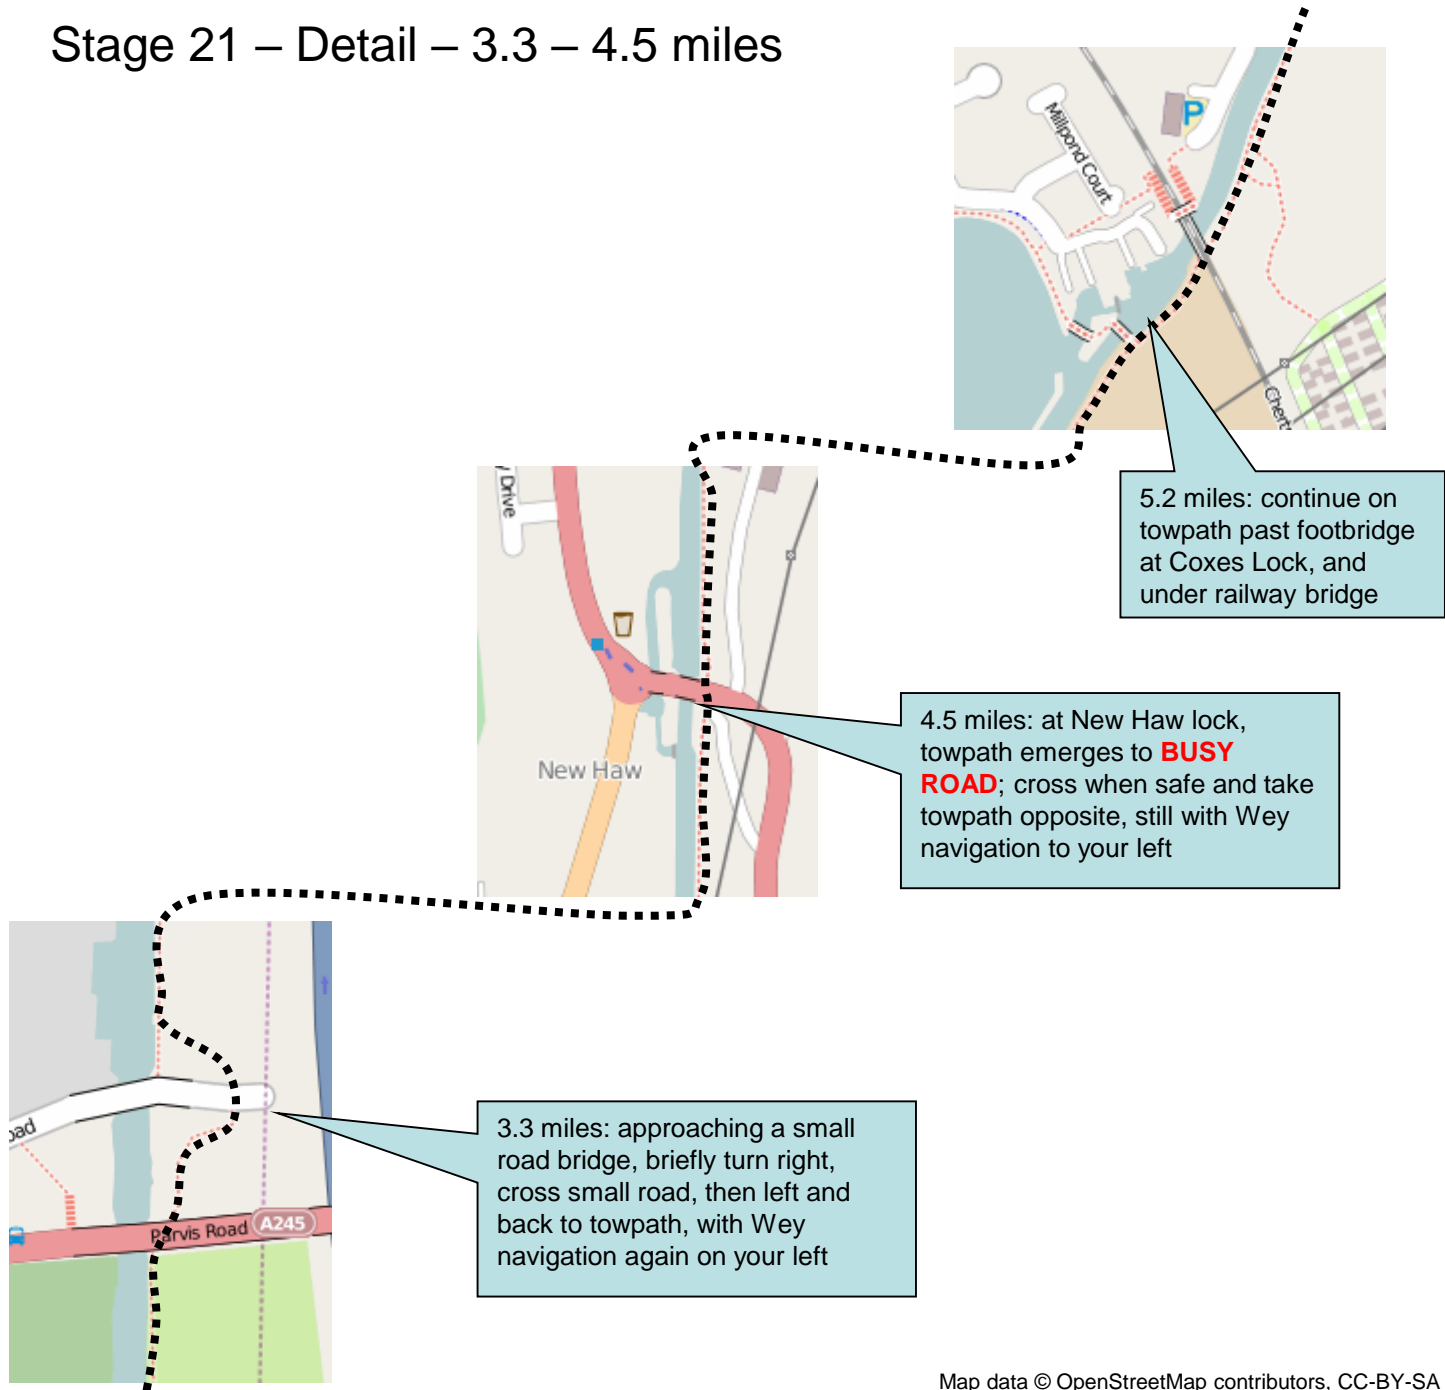 Stage 21 – Detail – 3.3 – 4.5 miles
P
Millpond Court
Cherts
5.2 miles: continue on
towpath past footbridge
at Coxes Lock, and
under railway bridge
y Drive
New Haw
4.5 miles: at New Haw lock,
towpath emerges to BUSY
ROAD; cross when safe and take
towpath opposite, still with Wey
navigation to your left
oad
Parvis Road
A245
3.3 miles: approaching a small
road bridge, briefly turn right,
cross small road, then left and
back to towpath, with Wey
navigation again on your left
Map data © OpenStreetMap contributors, CC-BY-SA